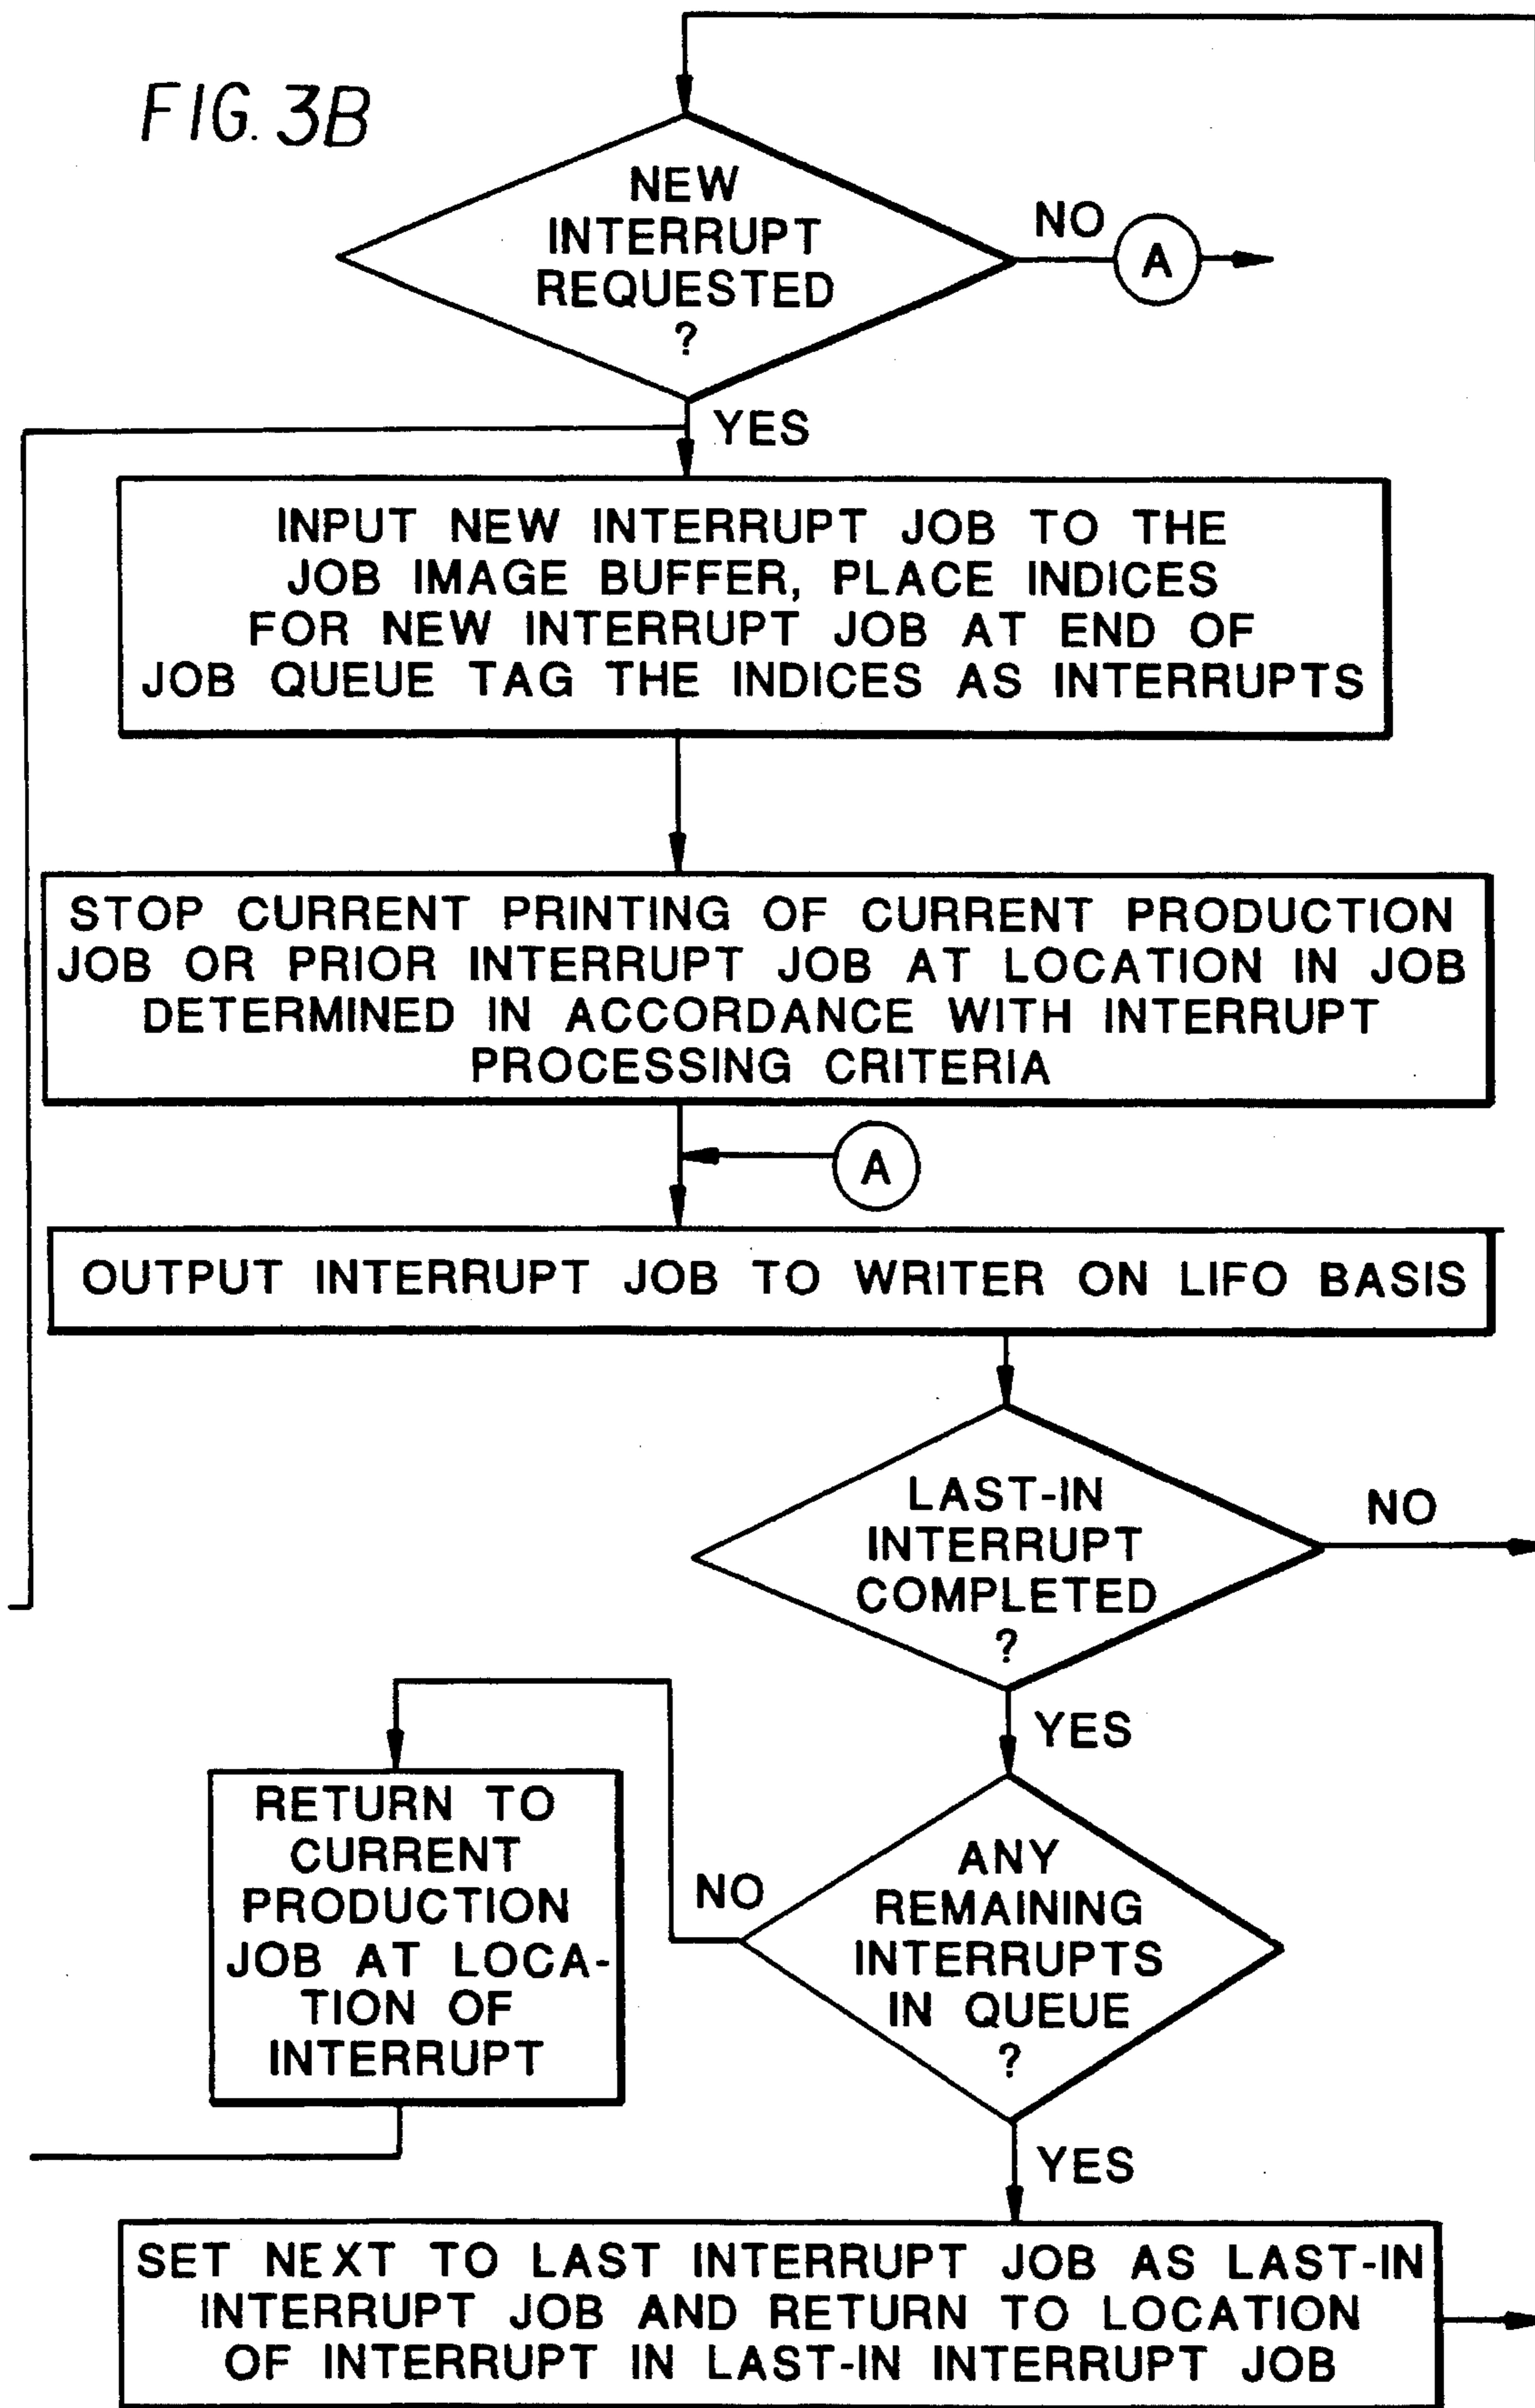 FIG. 3B
NEW
INTERRUPT
REQUESTED
?
NO
A
YES
INPUT NEW INTERRUPT JOB TO THE
JOB IMAGE BUFFER, PLACE INDICES
FOR NEW INTERRUPT JOB AT END OF
JOB QUEUE TAG THE INDICES AS INTERRUPTS
STOP CURRENT PRINTING OF CURRENT PRODUCTION
JOB OR PRIOR INTERRUPT JOB AT LOCATION IN JOB
DETERMINED IN ACCORDANCE WITH INTERRUPT
PROCESSING CRITERIA
A
OUTPUT INTERRUPT JOB TO WRITER ON LIFO BASIS
LAST-IN
INTERRUPT
COMPLETED
?
NO
YES
RETURN TO
CURRENT
PRODUCTION
JOB AT LOCA-
TION OF
INTERRUPT
NO
ANY
REMAINING
INTERRUPTS
IN QUEUE
?
YES
SET NEXT TO LAST INTERRUPT JOB AS LAST-IN
INTERRUPT JOB AND RETURN TO LOCATION
OF INTERRUPT IN LAST-IN INTERRUPT JOB